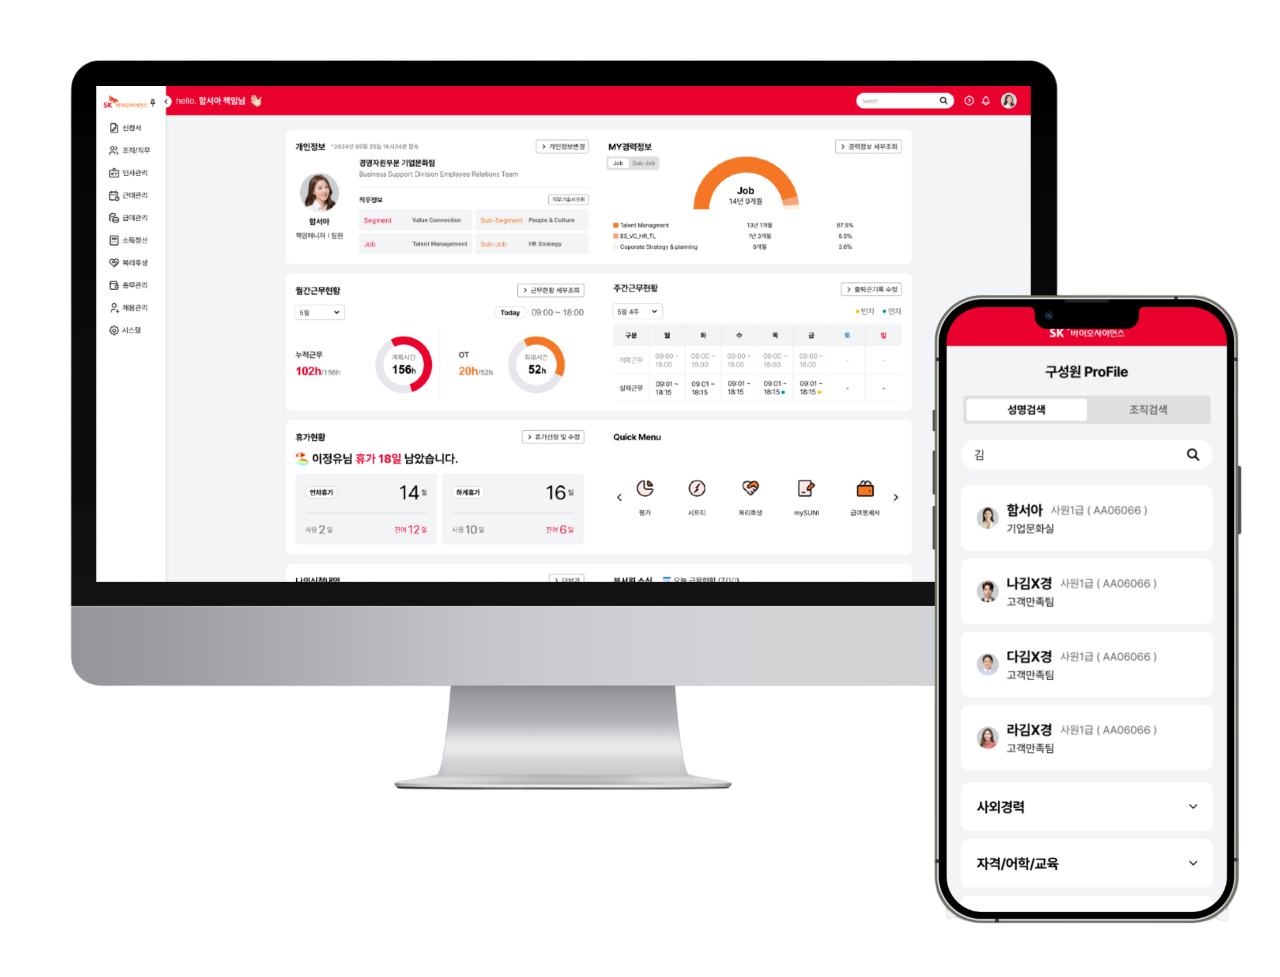 SK 바이오사이언스
hello. 함서아 책임님
Search
신청서
조직/직무
인사관리
근태관리
급여관리
소득정산
복리후생
총무관리
채용관리
시스템
개인정보 *2024년 05월 25일 16시34분 접속
개인정보변경
경영자원부문 기업문화팀
Business Support Division Employee Relations Team
직무정보
직무기술서조회
함서아
책임매니저 | 팀원
Segment Value Connection Sub-Segment People & Culture
Job Talent Management Sub-Job HR Strategy
MY경력정보
경력정보 세부조회
Job Sub-Job
Job
14년 9개월
Talent Managment 13년 1개월 87.5%
BS_VC_HR_TL 1년 3개월 8.5%
Coporate Strategy & planning 6개월 3.6%
월간근무현황
근무현황 세부조회
5월
Today 09:00 ~ 18:00
누적근무
102h/156h
계획시간
156h
OT
20h/52h
최대시간
52h
주간근무현황
출퇴근기록 수정
5월 4주
반차 연차
구분 월 화 수 목 금 토 일
계획근무 09:00 ~ 18:00 09:00 ~ 18:00 09:00 ~ 18:00 09:00 ~ 18:00 09:00 ~ 18:00 - -
실제근무 09:01 ~ 18:15 09:01 ~ 18:15 09:01 ~ 18:15 09:01 ~ 18:15 09:01 ~ 18:15 - -
휴가현황
휴가신청 및 수정
이정유님 휴가 18일 남았습니다.
연차휴가 14일
사용 2일 잔여 12일
하계휴가 16일
사용 10일 잔여 6일
Quick Menu
평가
시프티
복리후생
mySUNI
급여명세서
나의신청내역
더보기
부서원 소식 오늘 근무현황 (7/10)
SK 바이오사이언스
구성원 ProFile
성명검색 조직검색
김
함서아 사원1급 ( AA06066 )
기업문화실
나김X경 사원1급 ( AA06066 )
고객만족팀
다김X경 사원1급 ( AA06066 )
고객만족팀
라김X경 사원1급 ( AA06066 )
고객만족팀
사외경력
자격/어학/교육